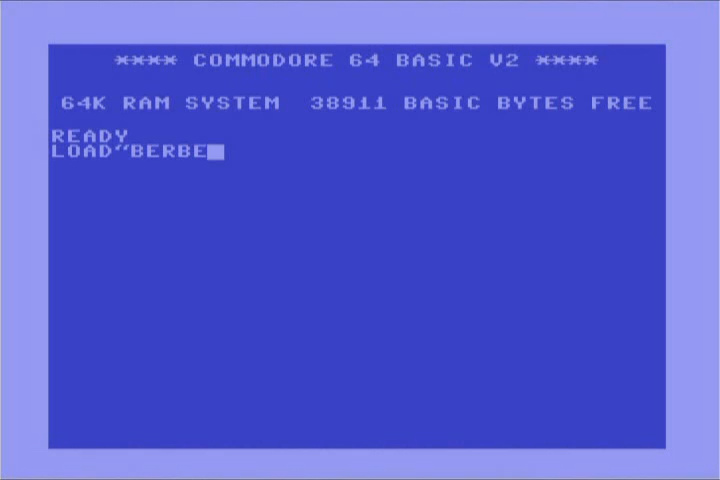 **** COMMODORE 64 BASIC V2 ****
64K RAM SYSTEM 38911 BASIC BYTES FREE
READY
LOAD"BERBE